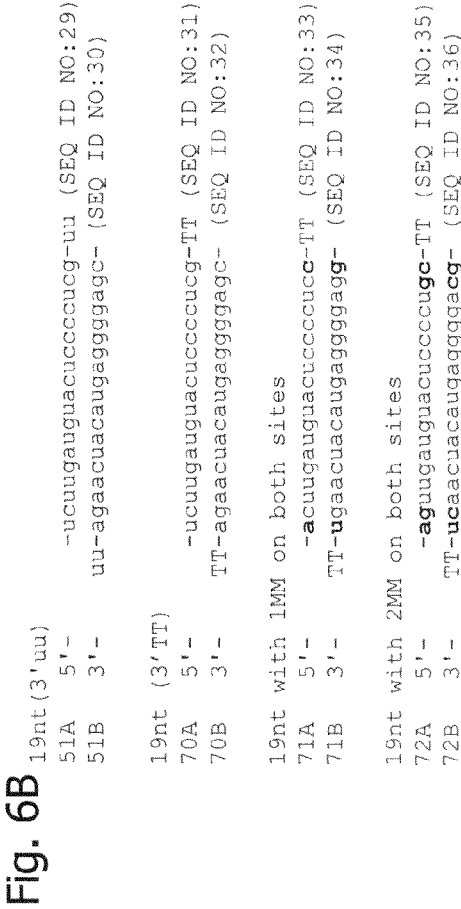 Fig. 6B
19nt(3'uu)
51A 5'- -ucuugauguacuccccucg-uu (SEQ ID NO:29)
51B 3'- uu-agaacuacaugaggggagc- (SEQ ID NO:30)
19nt (3'TT)
70A 5'- -ucuugauguacuccccucg-TT (SEQ ID NO:31)
70B 3'- TT-agaacuacaugaggggagc- (SEQ ID NO:32)
19nt with 1MM on both sites
71A 5'- -acuugauguacuccccucc-TT (SEQ ID NO:33)
71B 3'- TT-ugaacuacaugaggggagg- (SEQ ID NO:34)
19nt with 2MM on both sites
72A 5'- -aguugauguacuccccugc-TT (SEQ ID NO:35)
72B 3'- TT-ucaacuacaugaggggacg- (SEQ ID NO:36)